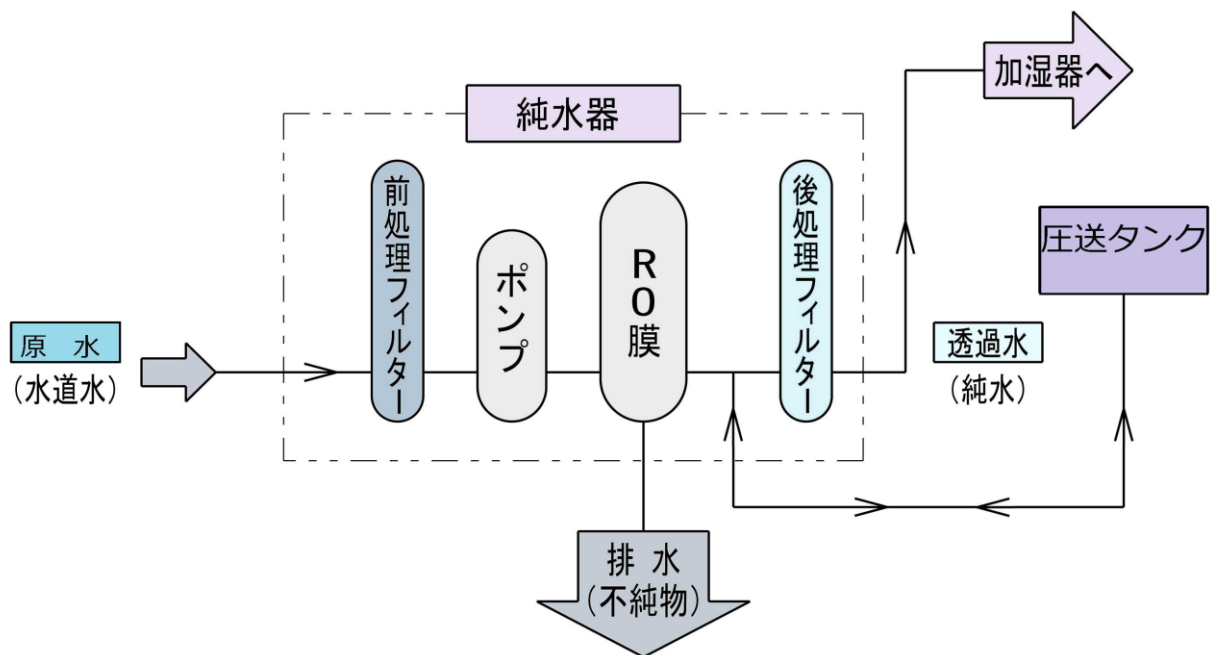 加湿器へ
純水器
前処理フィルター
ポンプ
RO膜
後処理フィルター
圧送タンク
原 水
(水道水)
透過水
(純水)
排 水
(不純物)